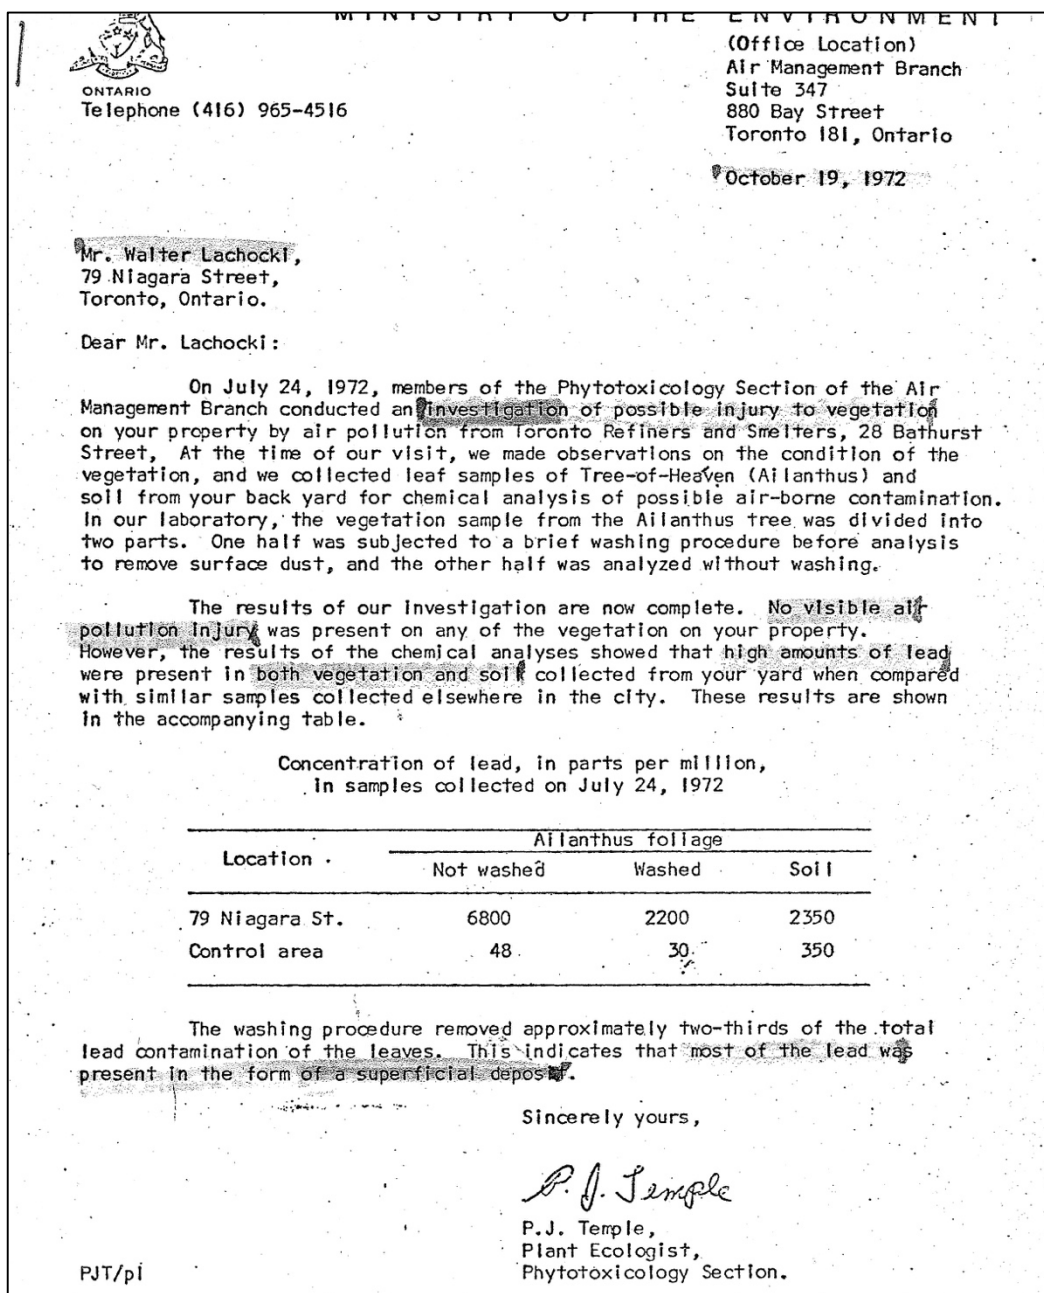 MINISTRY OF THE ENVIRONMENT
(Office Location)
Air Management Branch
Suite 347
880 Bay Street
Toronto 181, Ontario
ONTARIO
Telephone (416) 965-4516
October 19, 1972
Mr. Walter Lachocki,
79 Niagara Street,
Toronto, Ontario.
Dear Mr. Lachocki:
On July 24, 1972, members of the Phytotoxicology Section of the Air
Management Branch conducted an investigation of possible injury to vegetation
on your property by air pollution from Toronto Refiners and Smelters, 28 Bathurst
Street, At the time of our visit, we made observations on the condition of the
vegetation, and we collected leaf samples of Tree-of-Heaven (Ailanthus) and
soil from your back yard for chemical analysis of possible air-borne contamination.
In our laboratory, the vegetation sample from the Ailanthus tree was divided into
two parts. One half was subjected to a brief washing procedure before analysis
to remove surface dust, and the other half was analyzed without washing.
The results of our investigation are now complete. No visible air
pollution injury was present on any of the vegetation on your property.
However, the results of the chemical analyses showed that high amounts of lead
were present in both vegetation and soil collected from your yard when compared
with similar samples collected elsewhere in the city. These results are shown
in the accompanying table.
Concentration of lead, in parts per million,
in samples collected on July 24, 1972
Ailanthus foliage
Location Not washed Washed Soil
79 Niagara St. 6800 2200 2350
Control area 48 30 350
The washing procedure removed approximately two-thirds of the total
lead contamination of the leaves. This indicates that most of the lead was
present in the form of a superficial deposit.
Sincerely yours,
P. J. Temple
P.J. Temple,
Plant Ecologist,
Phytotoxicology Section.
PJT/pi